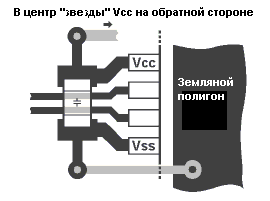 В центр "звезды" Vcc на обратной стороне
Vcc
Земляной
полигон
Vss